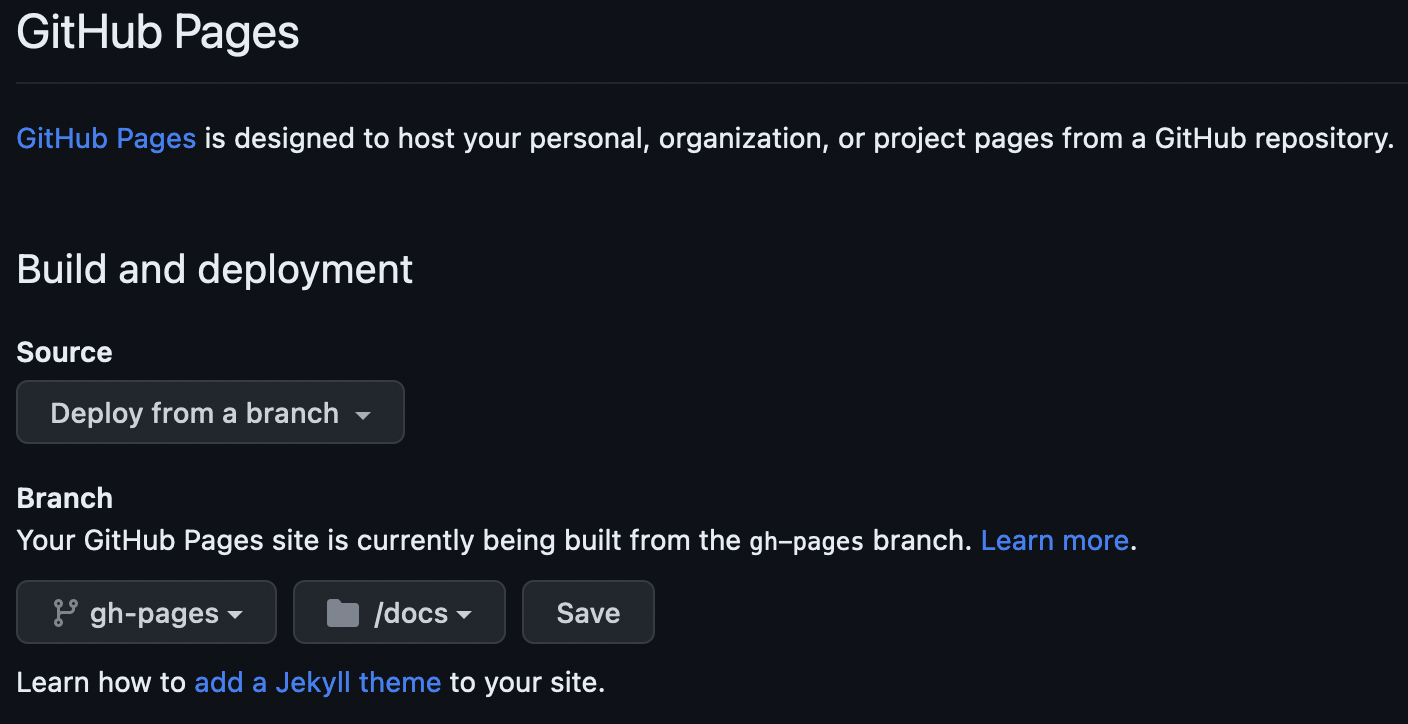 GitHub Pages
GitHub Pages is designed to host your personal, organization, or project pages from a GitHub repository.
Build and deployment
Source
Deploy from a branch
Branch
Your GitHub Pages site is currently being built from the gh-pages branch. Learn more.
gh-pages /docs Save
Learn how to add a Jekyll theme to your site.